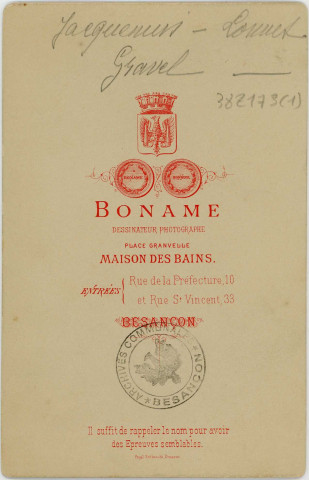 Jacquemin - Lonnet
Gravel —
382173(1)
BONAME
DESSINATEUR, PHOTOGRAPHE
PLACE GRANVELLE
MAISON DES BAINS.
ENTRÉES { Rue de la Préfecture, 10
et Rue St Vincent, 33
BESANÇON
ARCHIVES COMMUNALES
* BESANÇON *
Il suffit de rappeler le nom pour avoir
des Epreuves semblables.